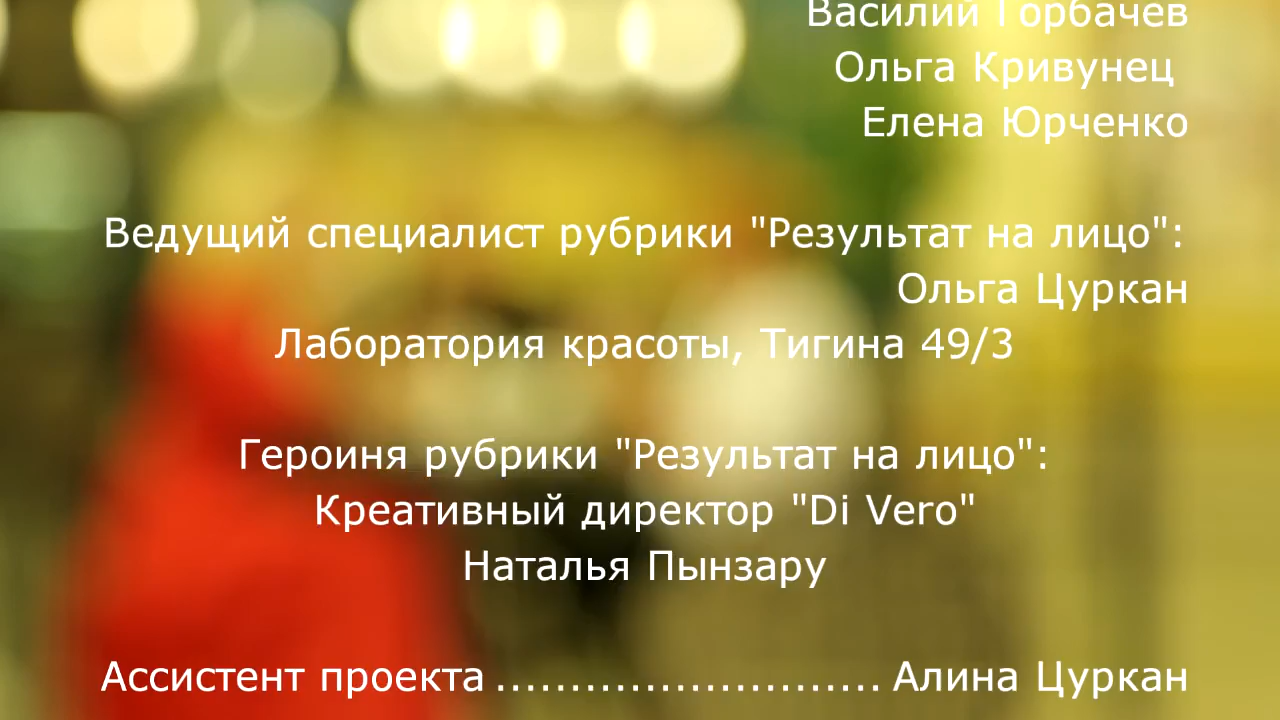 Василий Горбачев
Ольга Кривунец
Елена Юрченко
Ведущий специалист рубрики "Результат на лицо":
Ольга Цуркан
Лаборатория красоты, Тигина 49/3
Героиня рубрики "Результат на лицо":
Креативный директор "Di Vero"
Наталья Пынзару
Ассистент проекта..........................Алина Цуркан